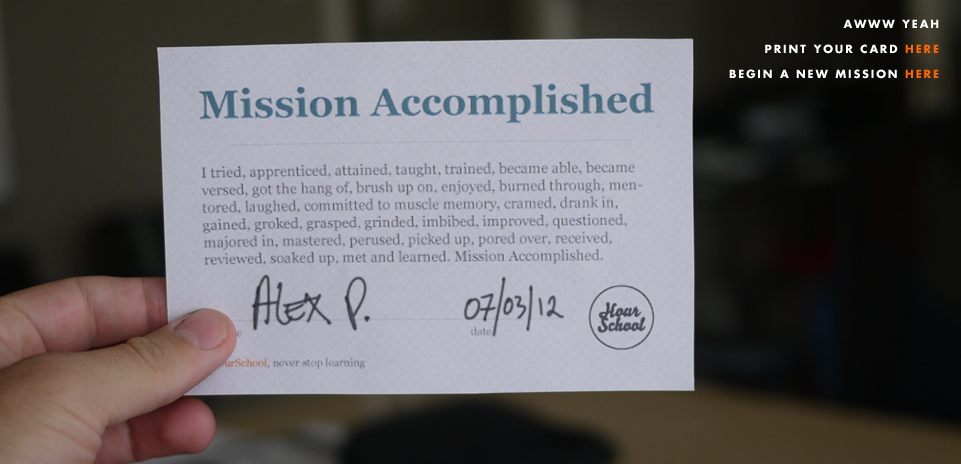 AWWW YEAH
PRINT YOUR CARD HERE
BEGIN A NEW MISSION HERE
Mission Accomplished
I tried, apprenticed, attained, taught, trained, became able, became
versed, got the hang of, brush up on, enjoyed, burned through, men-
tored, laughed, committed to muscle memory, cramed, drank in,
gained, groked, grasped, grinded, imbibed, improved, questioned,
majored in, mastered, perused, picked up, pored over, received,
reviewed, soaked up, met and learned. Mission Accomplished.
ALEX P.
07/03/12
date
Hour
School
urSchool, never stop learning